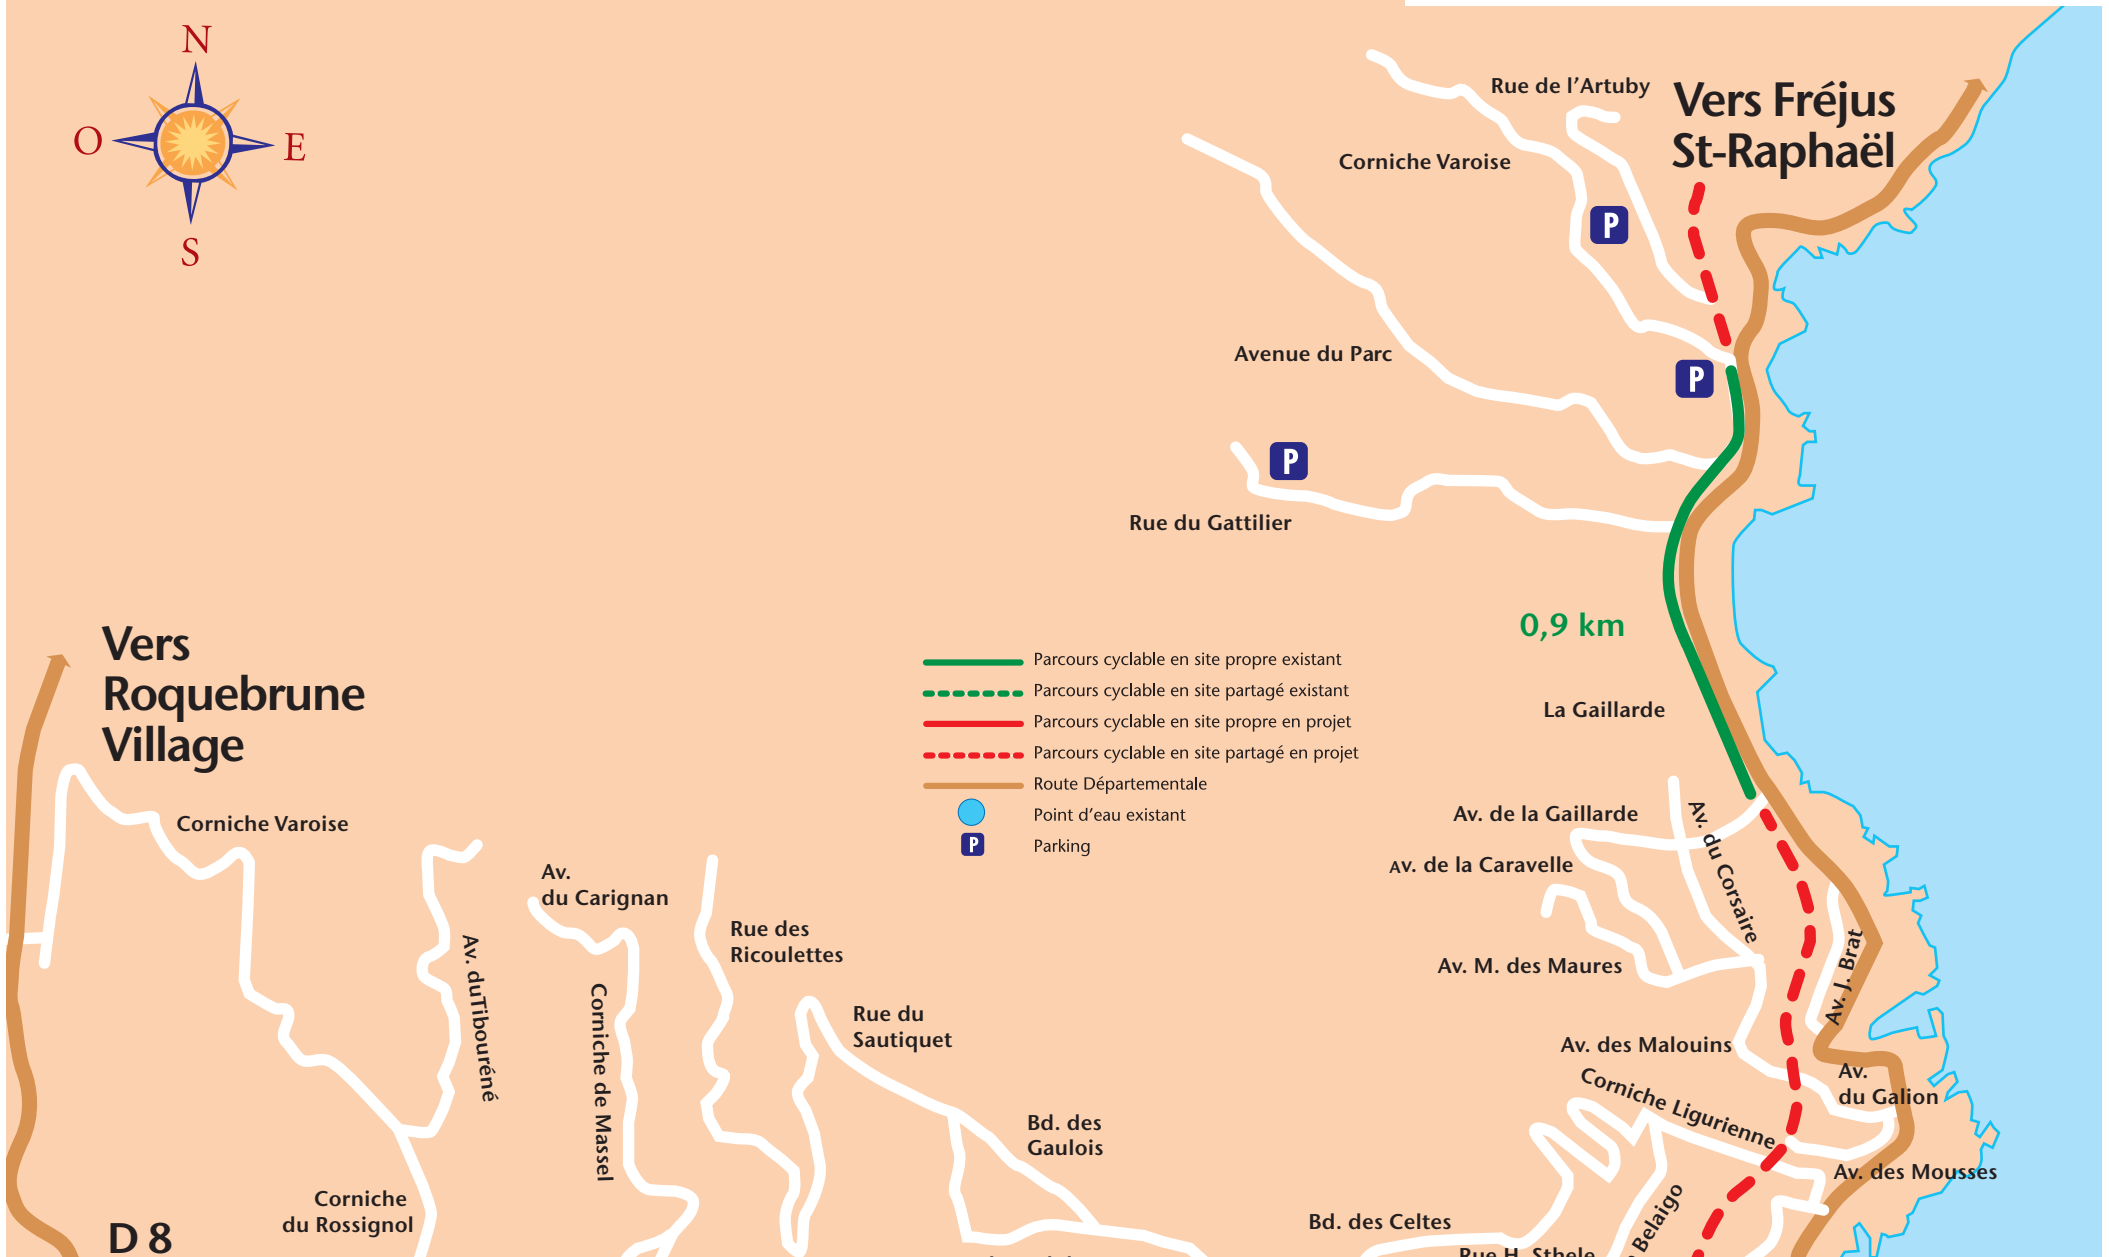 N
O
E
S
Rue de l'Artuby
Vers Fréjus
St-Raphaël
Corniche Varoise
P
Avenue du Parc
P
P
Rue du Gattilier
0,9 km
Vers
Roquebrune
Village
Parcours cyclable en site propre existant
Parcours cyclable en site partagé existant
Parcours cyclable en site propre en projet
Parcours cyclable en site partagé en projet
Route Départementale
Point d'eau existant
P
Parking
La Gaillarde
Corniche Varoise
Av. de la Gaillarde
Av. du Corsaire
Av. de la Caravelle
Av.
du Carignan
Rue des
Ricoulettes
Av. duTibouréné
Av. M. des Maures
Av. J. Brat
Corniche de Massel
Rue du
Sautiquet
Av. des Malouins
Av.
du Galion
Corniche Ligurienne
Bd. des
Gaulois
Av. des Mousses
Corniche
du Rossignol
Bd. des Celtes
Belaigo
D 8
Rue H. Sthele